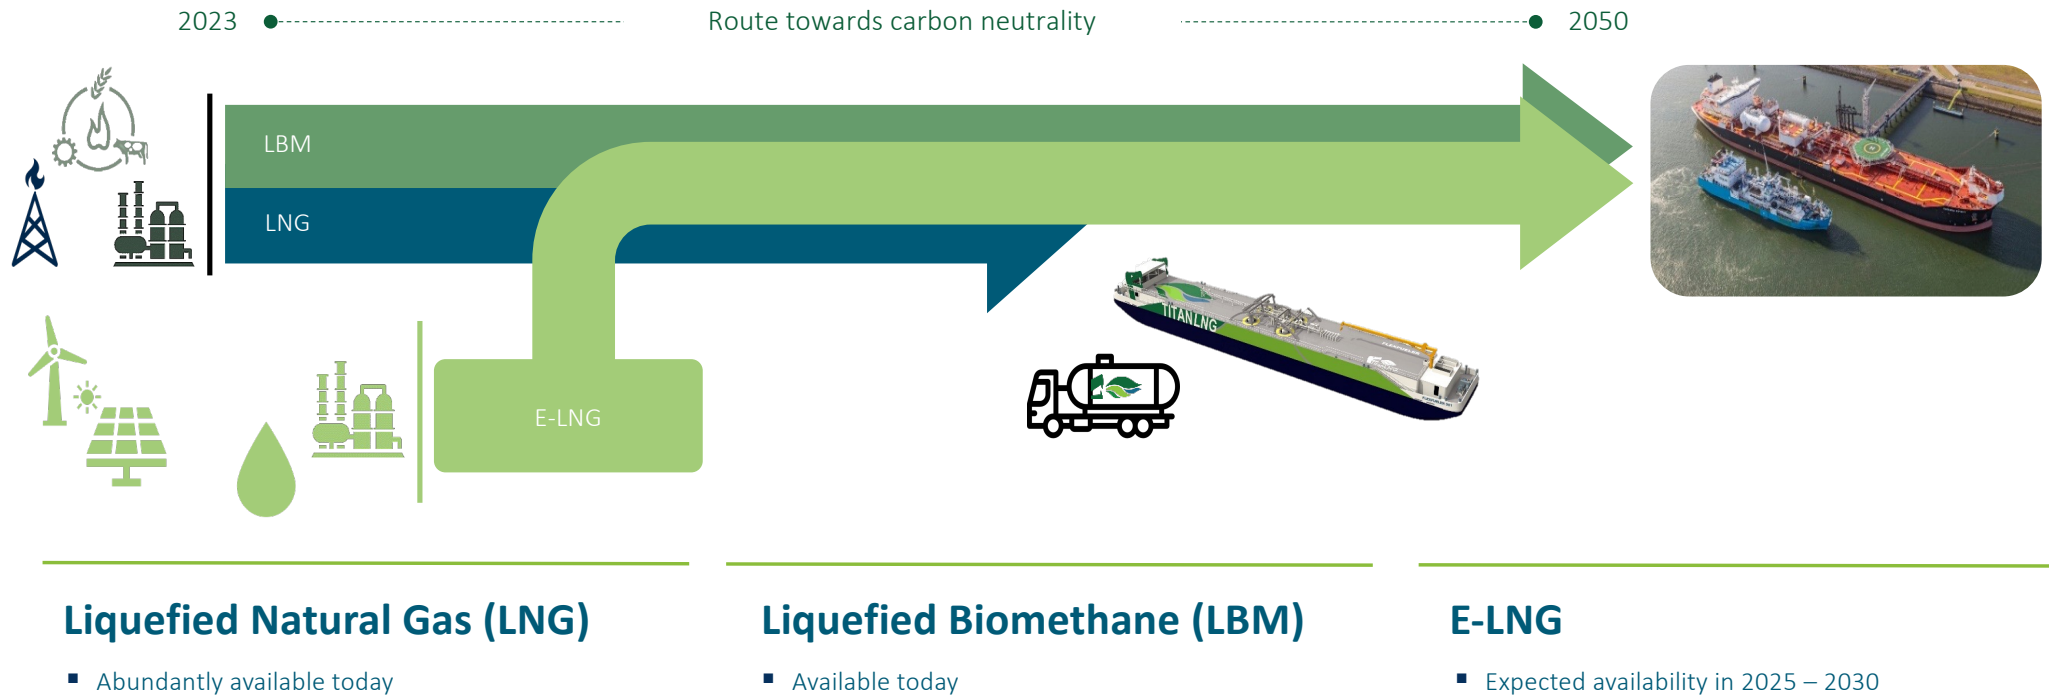 2023 Route towards carbon neutrality 2050
LBM
LNG
TITAN LNG
E-LNG
Liquefied Natural Gas (LNG)
▪ Abundantly available today
Liquefied Biomethane (LBM)
▪ Available today
E-LNG
▪ Expected availability in 2025 – 2030